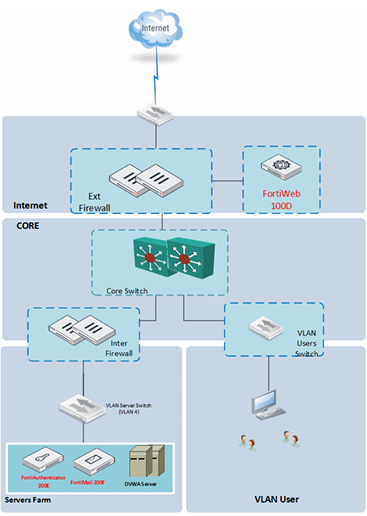 Internet
Ext
Firewall
FortiWeb
100D
Internet
CORE
Core Switch
Inter
Firewall
VLAN
Users
Switch
VLAN Server Switch
(VLAN 4)
FortiAuthenticator
200E
FortiMail 200F
DVWA Server
Servers Farm
VLAN User